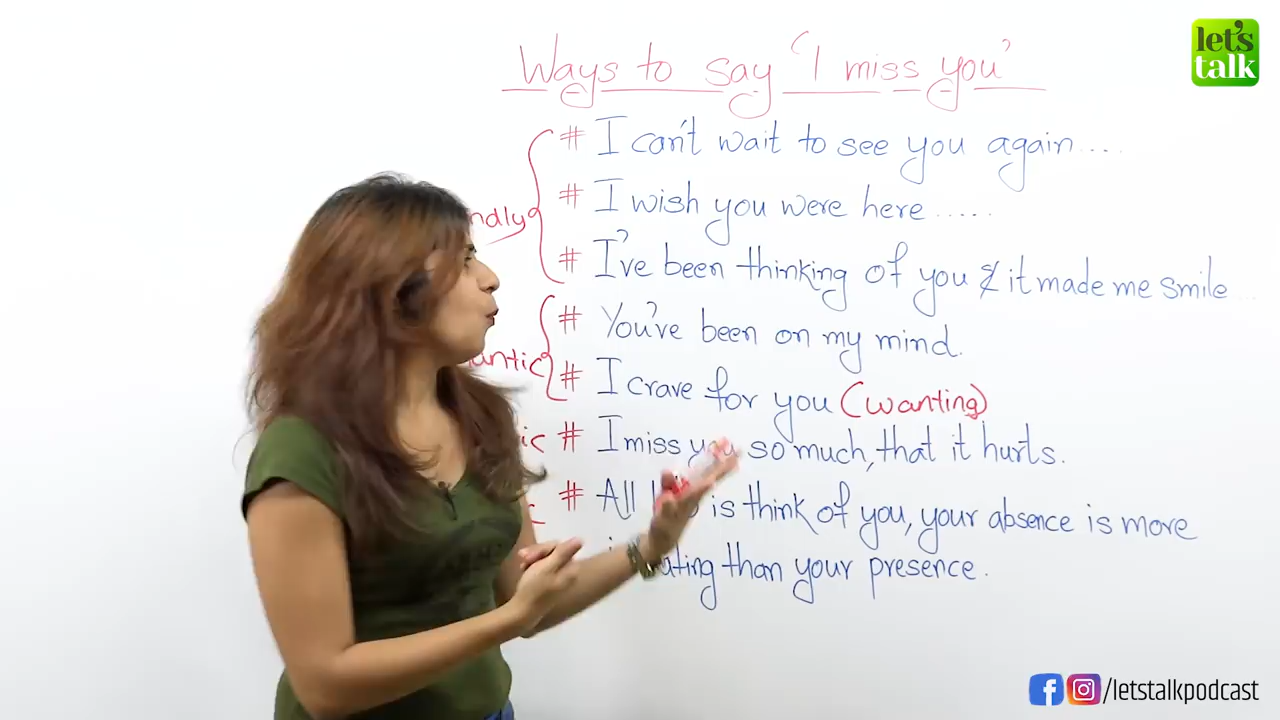 let's
talk
Ways to say 'I miss you'
# I can't wait to see you again....
# I wish you were here.....
# I've been thinking of you & it made me smile...
# You've been on my mind.
# I crave for you (wanting)
# I miss you so much, that it hurts.
# All is think of you, your absence is more
than your presence.
/letstalkpodcast